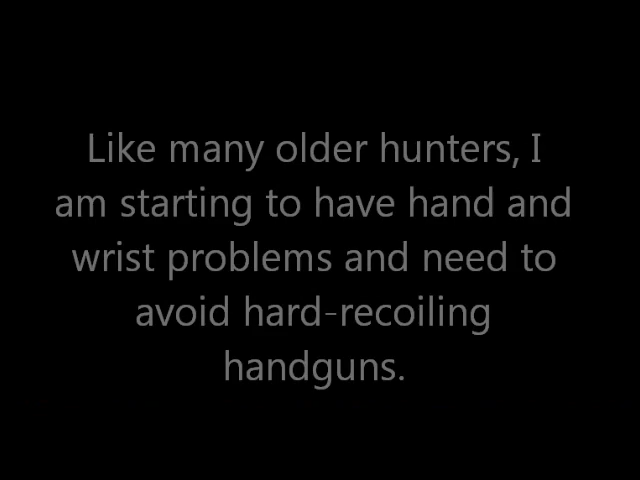 Like many older hunters, I
am starting to have hand and
wrist problems and need to
avoid hard-recoiling
handguns.